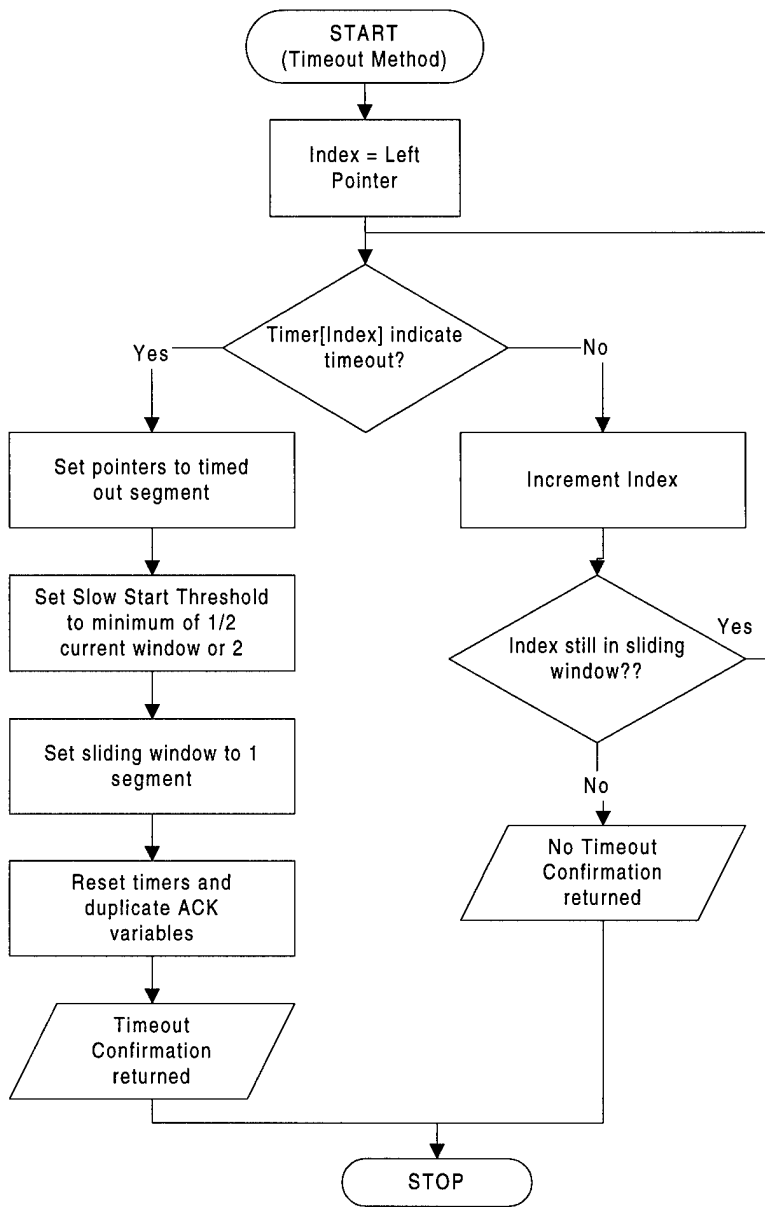 START
(Timeout Method)
Index = Left
Pointer
Timer[Index] indicate
timeout?
Yes
No
Set pointers to timed
out segment
Increment Index
Set Slow Start Threshold
to minimum of 1/2
current window or 2
Index still in sliding
window??
Yes
Set sliding window to 1
segment
No
Reset timers and
duplicate ACK
variables
No Timeout
Confirmation
returned
Timeout
Confirmation
returned
STOP